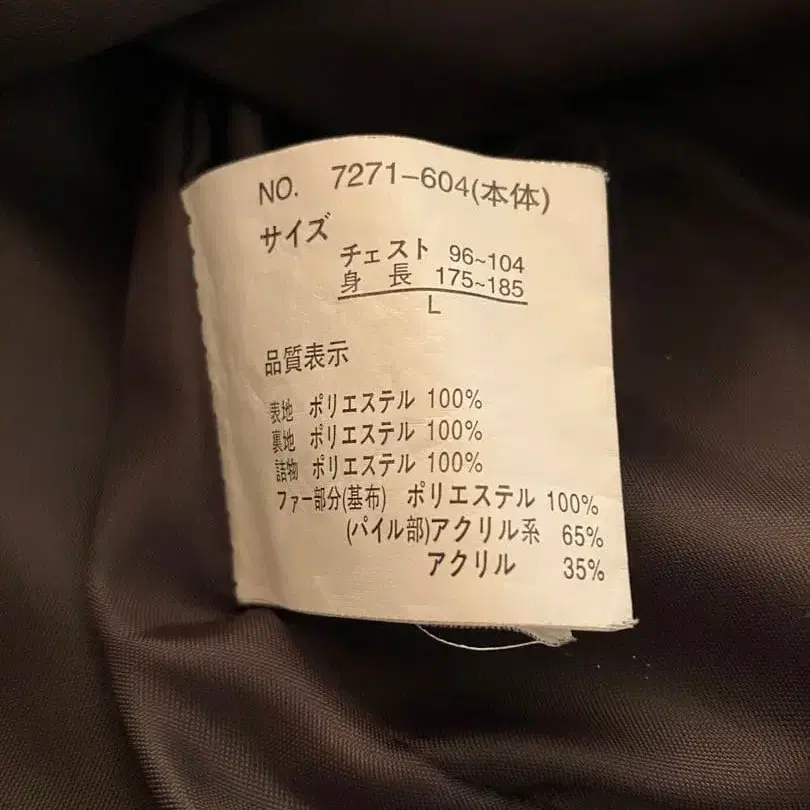 NO. 7271-604(本体)
サイズ
チェスト 96~104
身 長 175~185
L
品質表示
表地 ポリエステル 100%
裏地 ポリエステル 100%
詰物 ポリエステル 100%
ファー部分(基布) ポリエステル 100%
(パイル部)アクリル系 65%
アクリル 35%